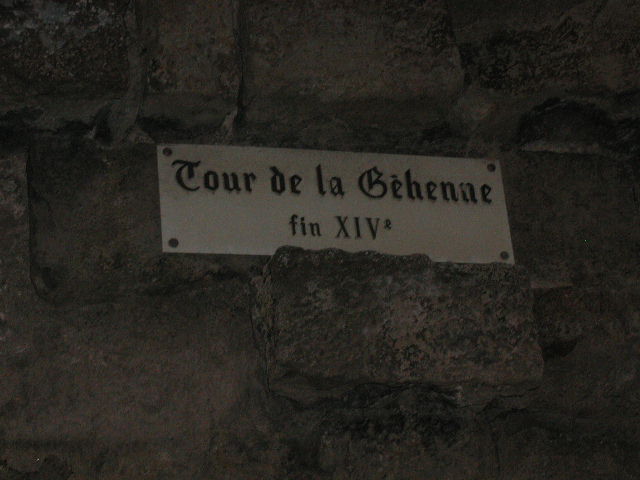 Tour de la Gêhenne
fin XIVe